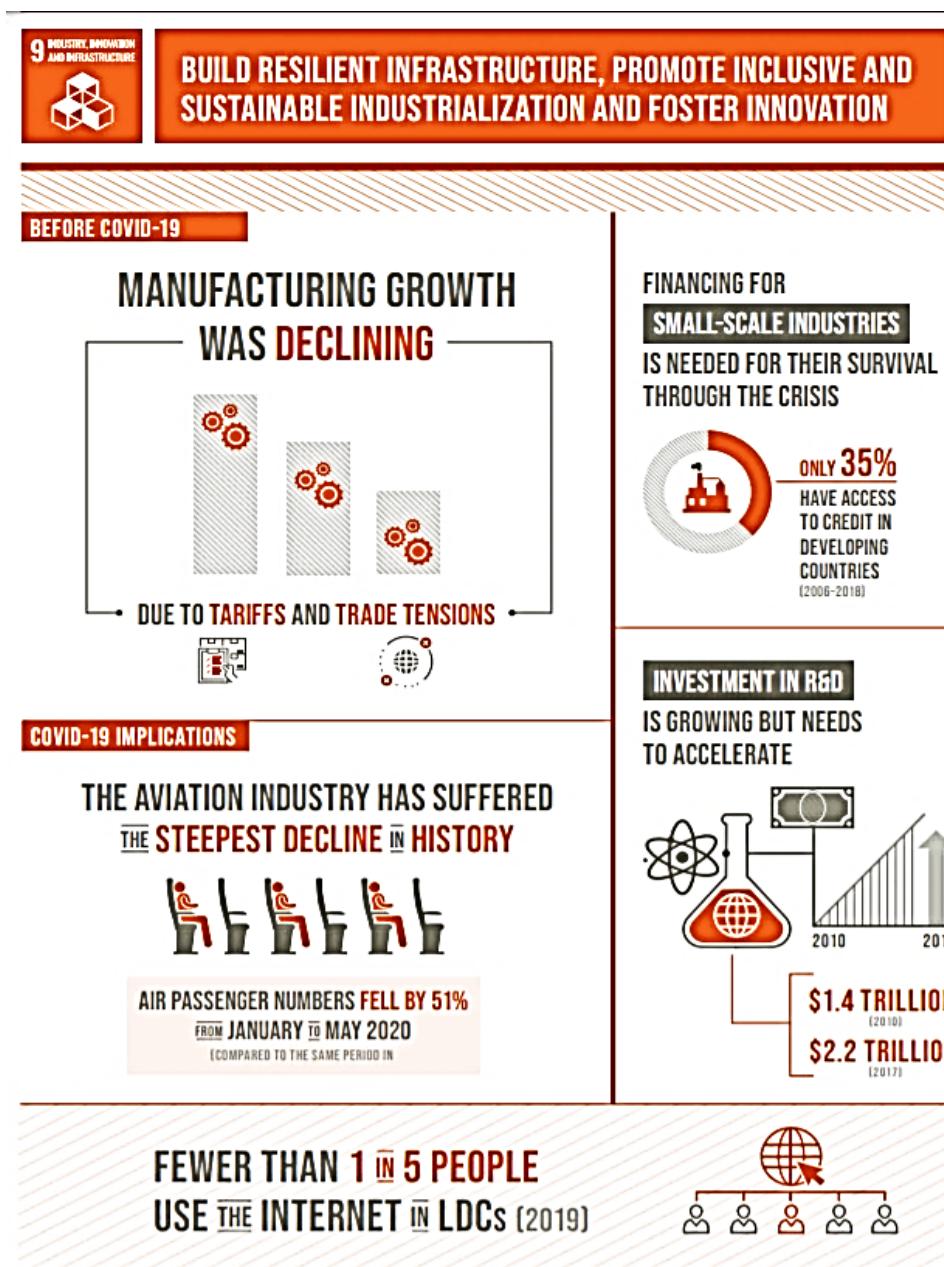 9 INDUSTRY, INNOVATION
AND INFRASTRUCTURE
BUILD RESILIENT INFRASTRUCTURE, PROMOTE INCLUSIVE AND
SUSTAINABLE INDUSTRIALIZATION AND FOSTER INNOVATION
BEFORE COVID-19
MANUFACTURING GROWTH
WAS DECLINING
DUE TO TARIFFS AND TRADE TENSIONS
FINANCING FOR
SMALL-SCALE INDUSTRIES
IS NEEDED FOR THEIR SURVIVAL
THROUGH THE CRISIS
ONLY 35%
HAVE ACCESS
TO CREDIT IN
DEVELOPING
COUNTRIES
(2006-2018)
COVID-19 IMPLICATIONS
THE AVIATION INDUSTRY HAS SUFFERED
THE STEEPEST DECLINE IN HISTORY
AIR PASSENGER NUMBERS FELL BY 51%
FROM JANUARY TO MAY 2020
(COMPARED TO THE SAME PERIOD IN
INVESTMENT IN R&D
IS GROWING BUT NEEDS
TO ACCELERATE
2010 201
$1.4 TRILLION
(2010)
$2.2 TRILLIO
(2017)
FEWER THAN 1 IN 5 PEOPLE
USE THE INTERNET IN LDCs (2019)